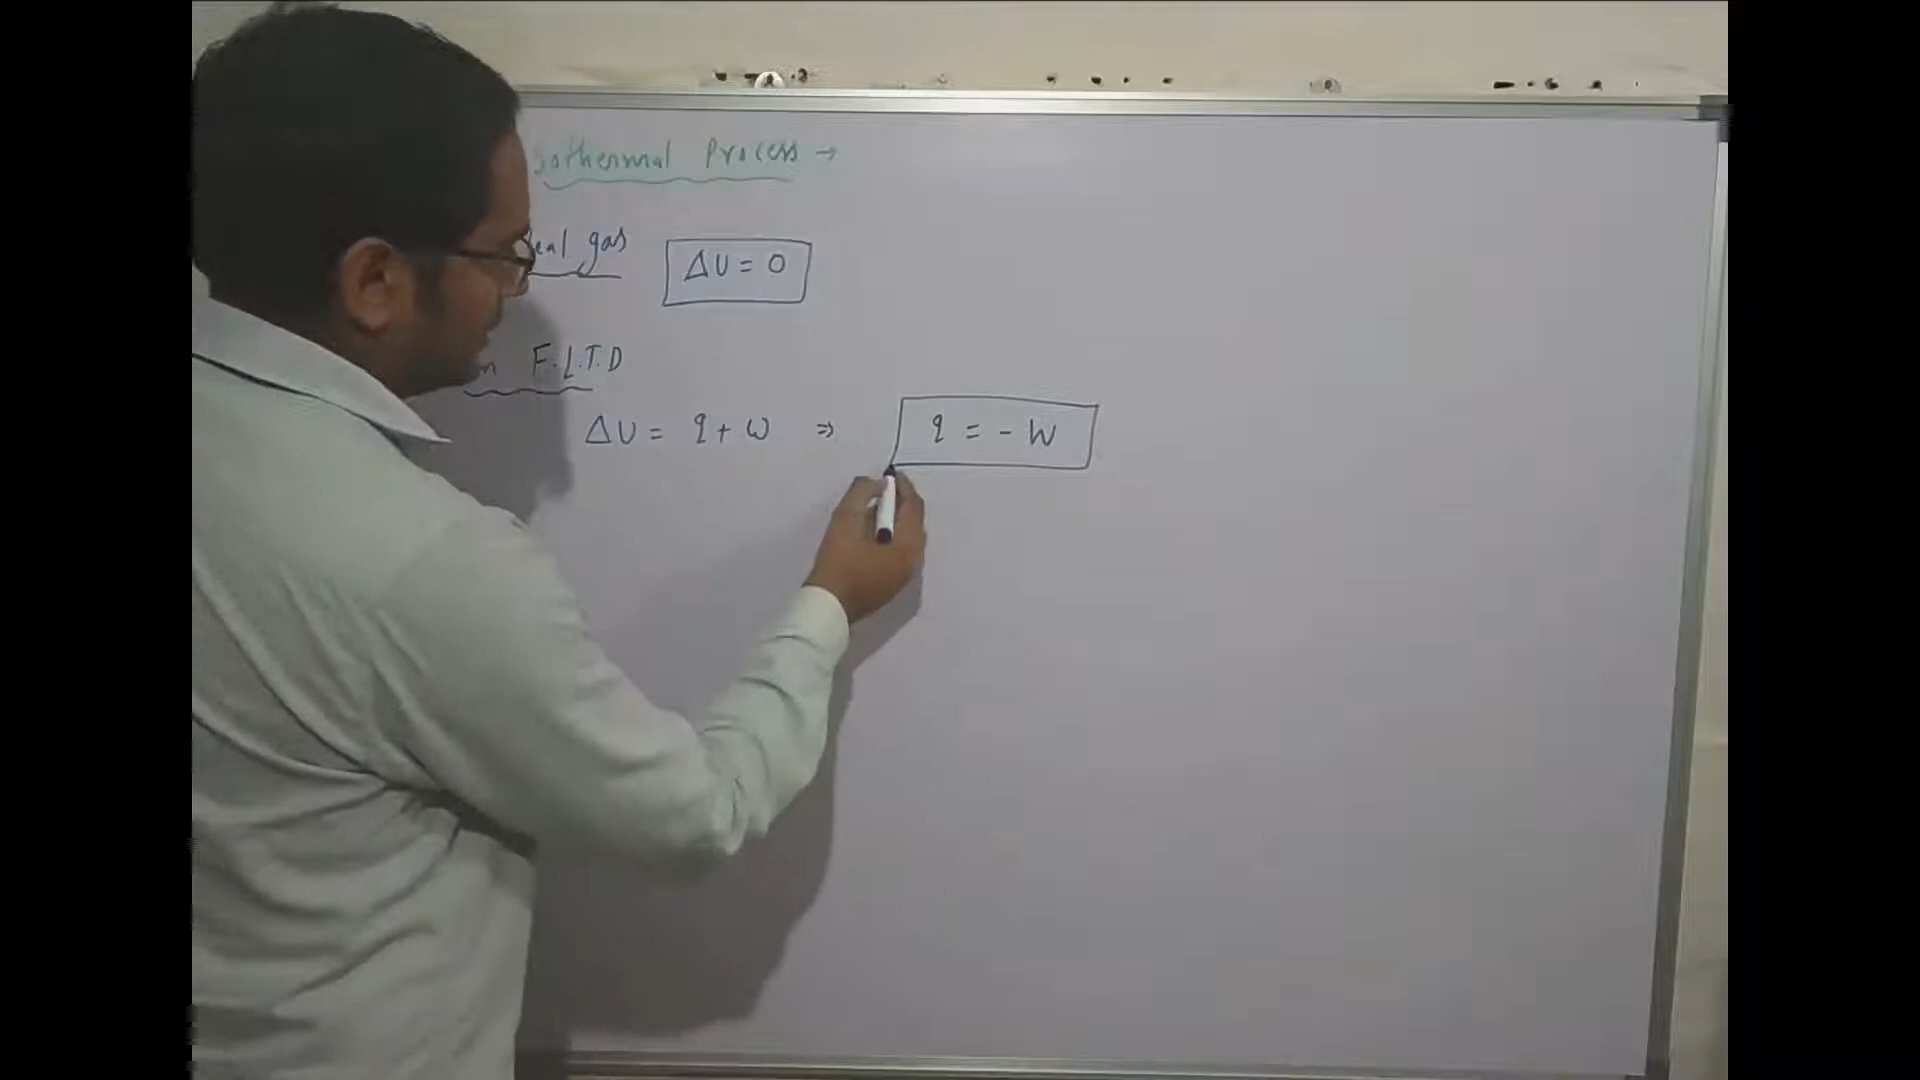 sothermal Process →
eal gas ΔU = 0
n F.L.T.D
ΔU = q + W ⇒ q = - W